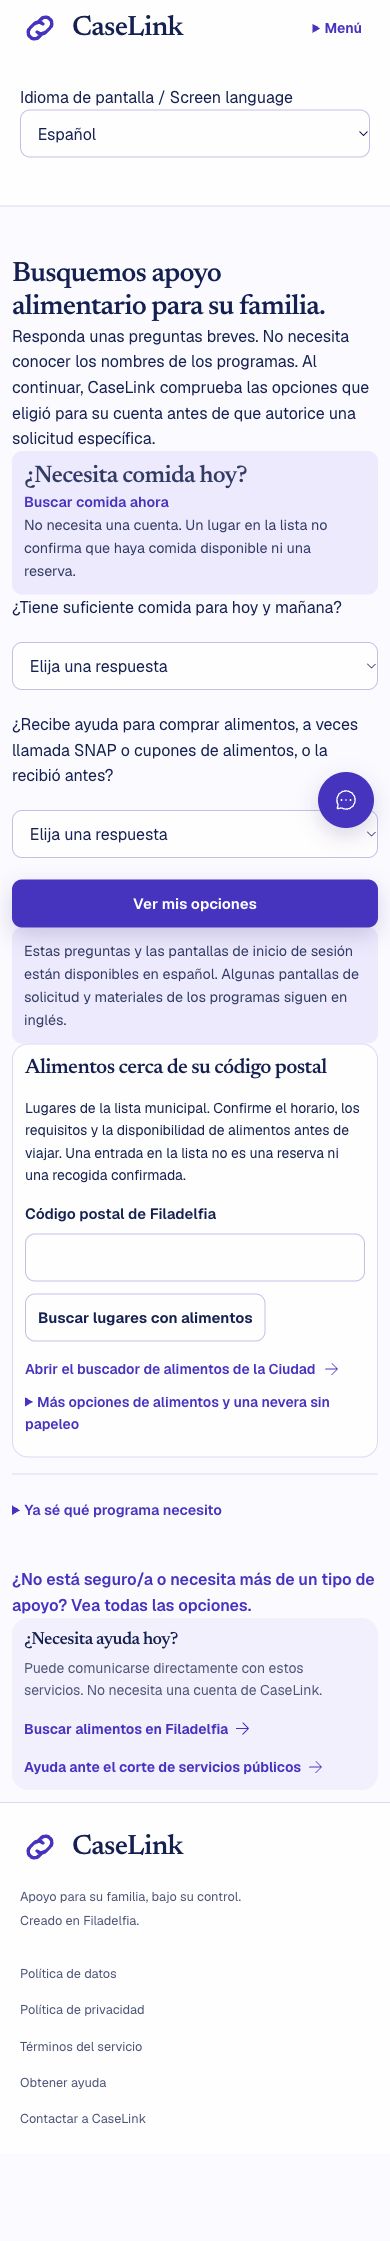 CaseLink
Menú
Idioma de pantalla / Screen language
Español
Busquemos apoyo
alimentario para su familia.
Responda unas preguntas breves. No necesita
conocer los nombres de los programas. Al
continuar, CaseLink comprueba las opciones que
eligió para su cuenta antes de que autorice una
solicitud específica.
¿Necesita comida hoy?
Buscar comida ahora
No necesita una cuenta. Un lugar en la lista no
confirma que haya comida disponible ni una
reserva.
¿Tiene suficiente comida para hoy y mañana?
Elija una respuesta
¿Recibe ayuda para comprar alimentos, a veces
llamada SNAP o cupones de alimentos, o la
recibió antes?
Elija una respuesta
Ver mis opciones
Estas preguntas y las pantallas de inicio de sesión
están disponibles en español. Algunas pantallas de
solicitud y materiales de los programas siguen en
inglés.
Alimentos cerca de su código postal
Lugares de la lista municipal. Confirme el horario, los
requisitos y la disponibilidad de alimentos antes de
viajar. Una entrada en la lista no es una reserva ni
una recogida confirmada.
Código postal de Filadelfia
Buscar lugares con alimentos
Abrir el buscador de alimentos de la Ciudad →
Más opciones de alimentos y una nevera sin
papeleo
Ya sé qué programa necesito
¿No está seguro/a o necesita más de un tipo de
apoyo? Vea todas las opciones.
¿Necesita ayuda hoy?
Puede comunicarse directamente con estos
servicios. No necesita una cuenta de CaseLink.
Buscar alimentos en Filadelfia →
Ayuda ante el corte de servicios públicos →
CaseLink
Apoyo para su familia, bajo su control.
Creado en Filadelfia.
Política de datos
Política de privacidad
Términos del servicio
Obtener ayuda
Contactar a CaseLink